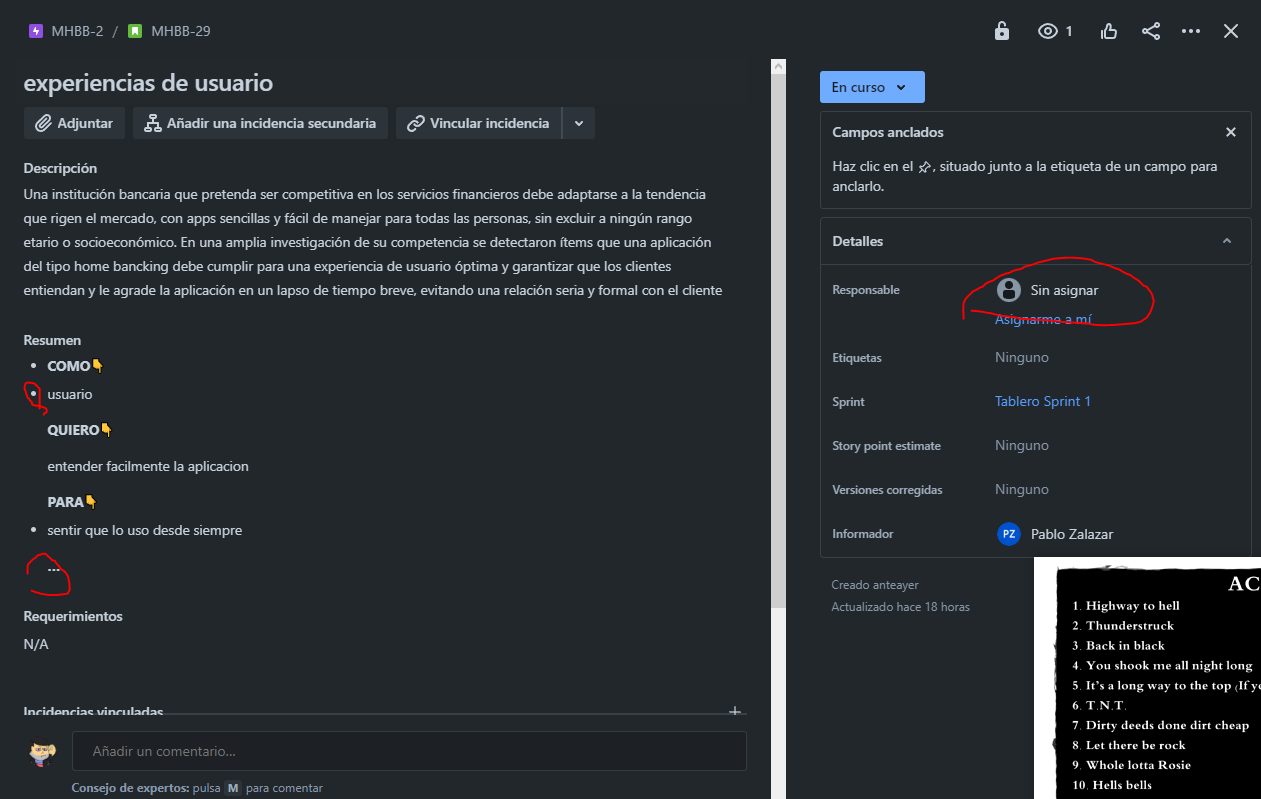 MHBB-2 / MHBB-29
1
experiencias de usuario
Adjuntar
Añadir una incidencia secundaria
Vincular incidencia
Descripción
Una institución bancaria que pretenda ser competitiva en los servicios financieros debe adaptarse a la tendencia
que rigen el mercado, con apps sencillas y fácil de manejar para todas las personas, sin excluir a ningún rango
etario o socioeconómico. En una amplia investigación de su competencia se detectaron ítems que una aplicación
del tipo home bancking debe cumplir para una experiencia de usuario óptima y garantizar que los clientes
entiendan y le agrade la aplicación en un lapso de tiempo breve, evitando una relación seria y formal con el cliente
Resumen
• COMO👇
• usuario
QUIERO👇
entender facilmente la aplicacion
PARA👇
• sentir que lo uso desde siempre
...
Requerimientos
N/A
Incidencias vinculadas
Añadir un comentario...
Consejo de expertos: pulsa M para comentar
En curso
Campos anclados
Haz clic en el , situado junto a la etiqueta de un campo para
anclarlo.
Detalles
Responsable
Sin asignar
Asignarme a mí
Etiquetas
Ninguno
Sprint
Tablero Sprint 1
Story point estimate
Ninguno
Versiones corregidas
Ninguno
Informador
PZ Pablo Zalazar
Creado anteayer
Actualizado hace 18 horas
AC
1. Highway to hell
2. Thunderstruck
3. Back in black
4. You shook me all night long
5. It's a long way to the top (If yo
6. T.N.T.
7. Dirty deeds done dirt cheap
8. Let there be rock
9. Whole lotta Rosie
10. Hells bells